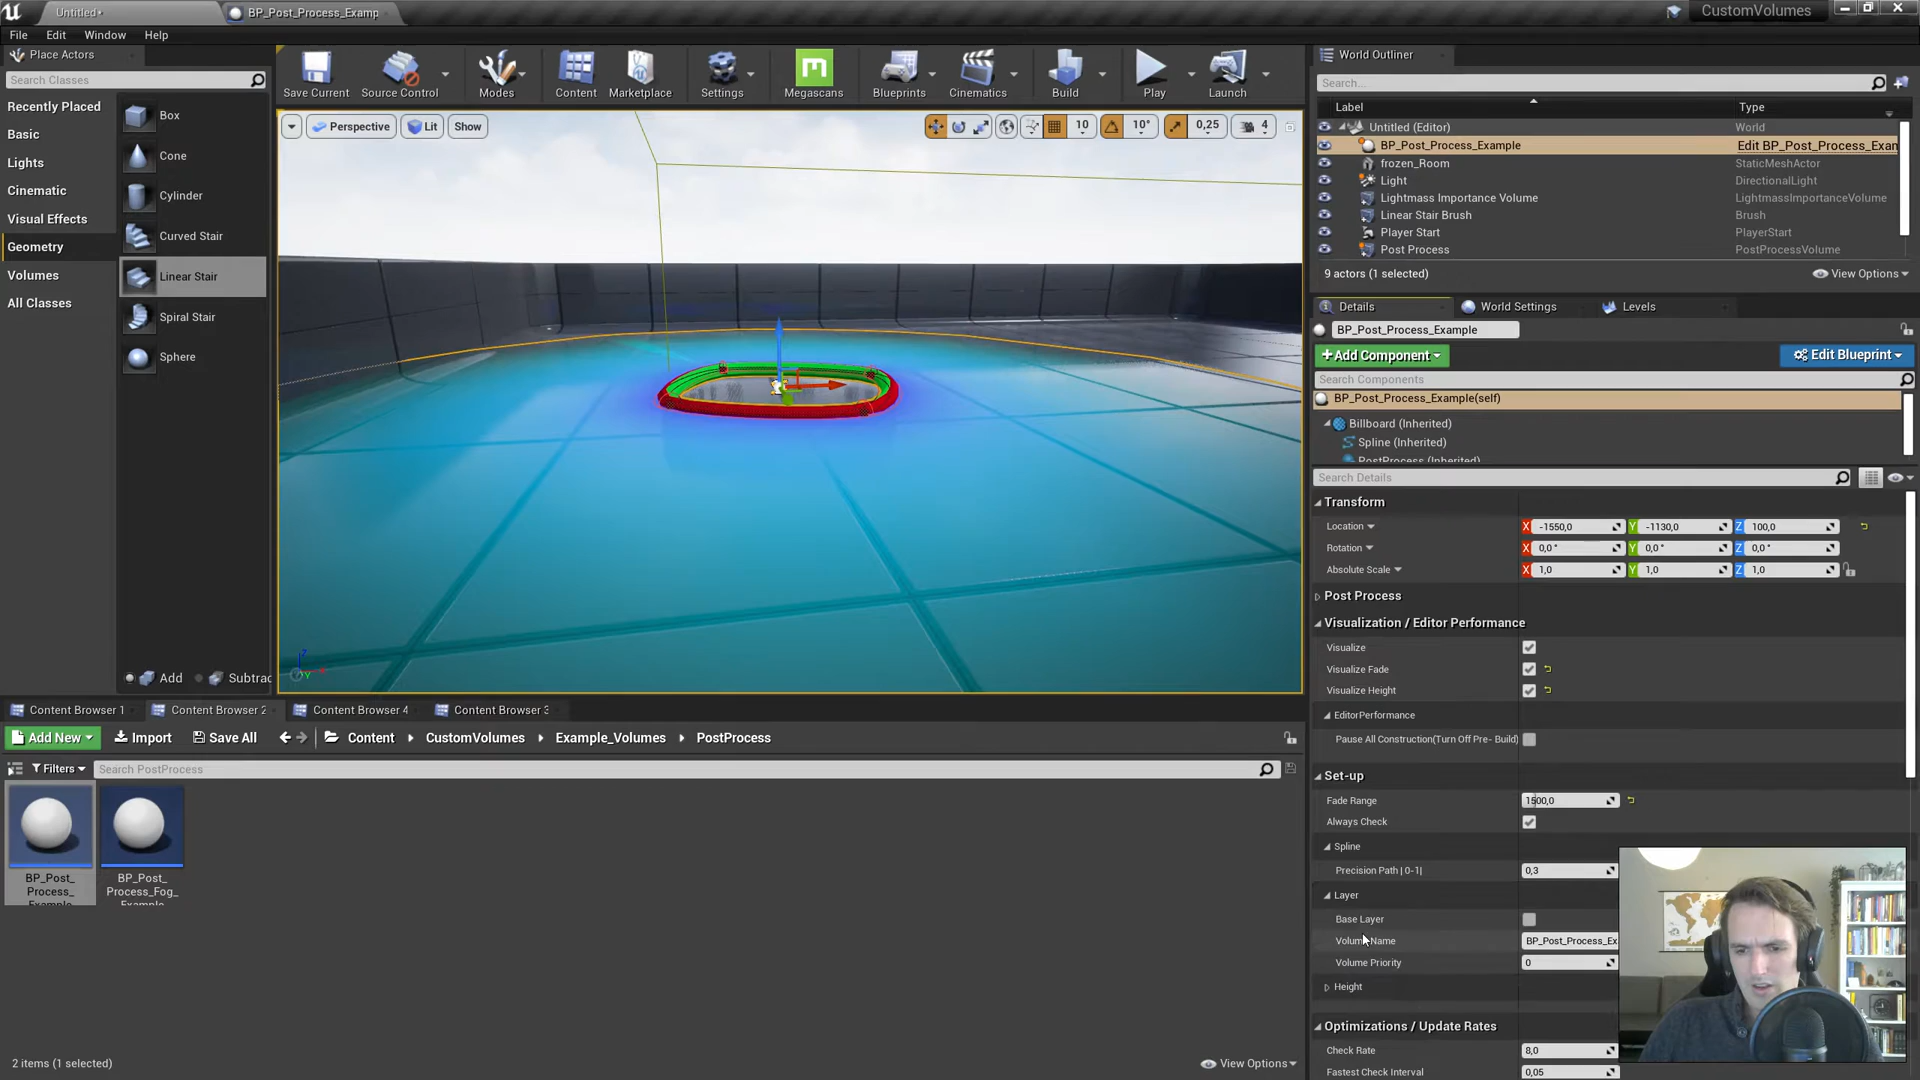 Untitled•
BP_Post_Process_Examp
CustomVolumes
File
Edit
Window
Help
Place Actors
Search Classes
Recently Placed
Basic
Lights
Cinematic
Visual Effects
Geometry
Volumes
All Classes
Box
Cone
Cylinder
Curved Stair
Linear Stair
Spiral Stair
Sphere
Add
Subtrac
Save Current
Source Control
Modes
Content
Marketplace
Settings
Megascans
Blueprints
Cinematics
Build
Play
Launch
Perspective
Lit
Show
10
10°
0,25
4
World Outliner
Search...
Label
Type
Untitled (Editor)
World
BP_Post_Process_Example
Edit BP_Post_Process_Exan
frozen_Room
StaticMeshActor
Light
DirectionalLight
Lightmass Importance Volume
LightmassImportanceVolume
Linear Stair Brush
Brush
Player Start
PlayerStart
Post Process
PostProcessVolume
9 actors (1 selected)
View Options
Details
World Settings
Levels
BP_Post_Process_Example
+Add Component
Edit Blueprint
Search Components
BP_Post_Process_Example(self)
Billboard (Inherited)
Spline (Inherited)
PostProcess (Inherited)
Search Details
Transform
Location
X
-1550,0
Y
-1130,0
Z
100,0
Rotation
X
0,0 °
Y
0,0 °
Z
0,0 °
Absolute Scale
X
1,0
Y
1,0
Z
1,0
Post Process
Visualization / Editor Performance
Visualize
Visualize Fade
Visualize Height
EditorPerformance
Pause All Construction(Turn Off Pre- Build)
Set-up
Fade Range
1500,0
Always Check
Spline
Precision Path | 0-1|
0,3
Layer
Base Layer
Volume Name
BP_Post_Process_Ex
Volume Priority
0
Height
Optimizations / Update Rates
Check Rate
8,0
Fastest Check Interval
0,05
Content Browser 1
Content Browser 2
Content Browser 4
Content Browser 3
Add New
Import
Save All
Content
CustomVolumes
Example_Volumes
PostProcess
Filters
Search PostProcess
BP_Post_
Process_
Example
BP_Post_
Process_Fog_
Example
2 items (1 selected)
View Options